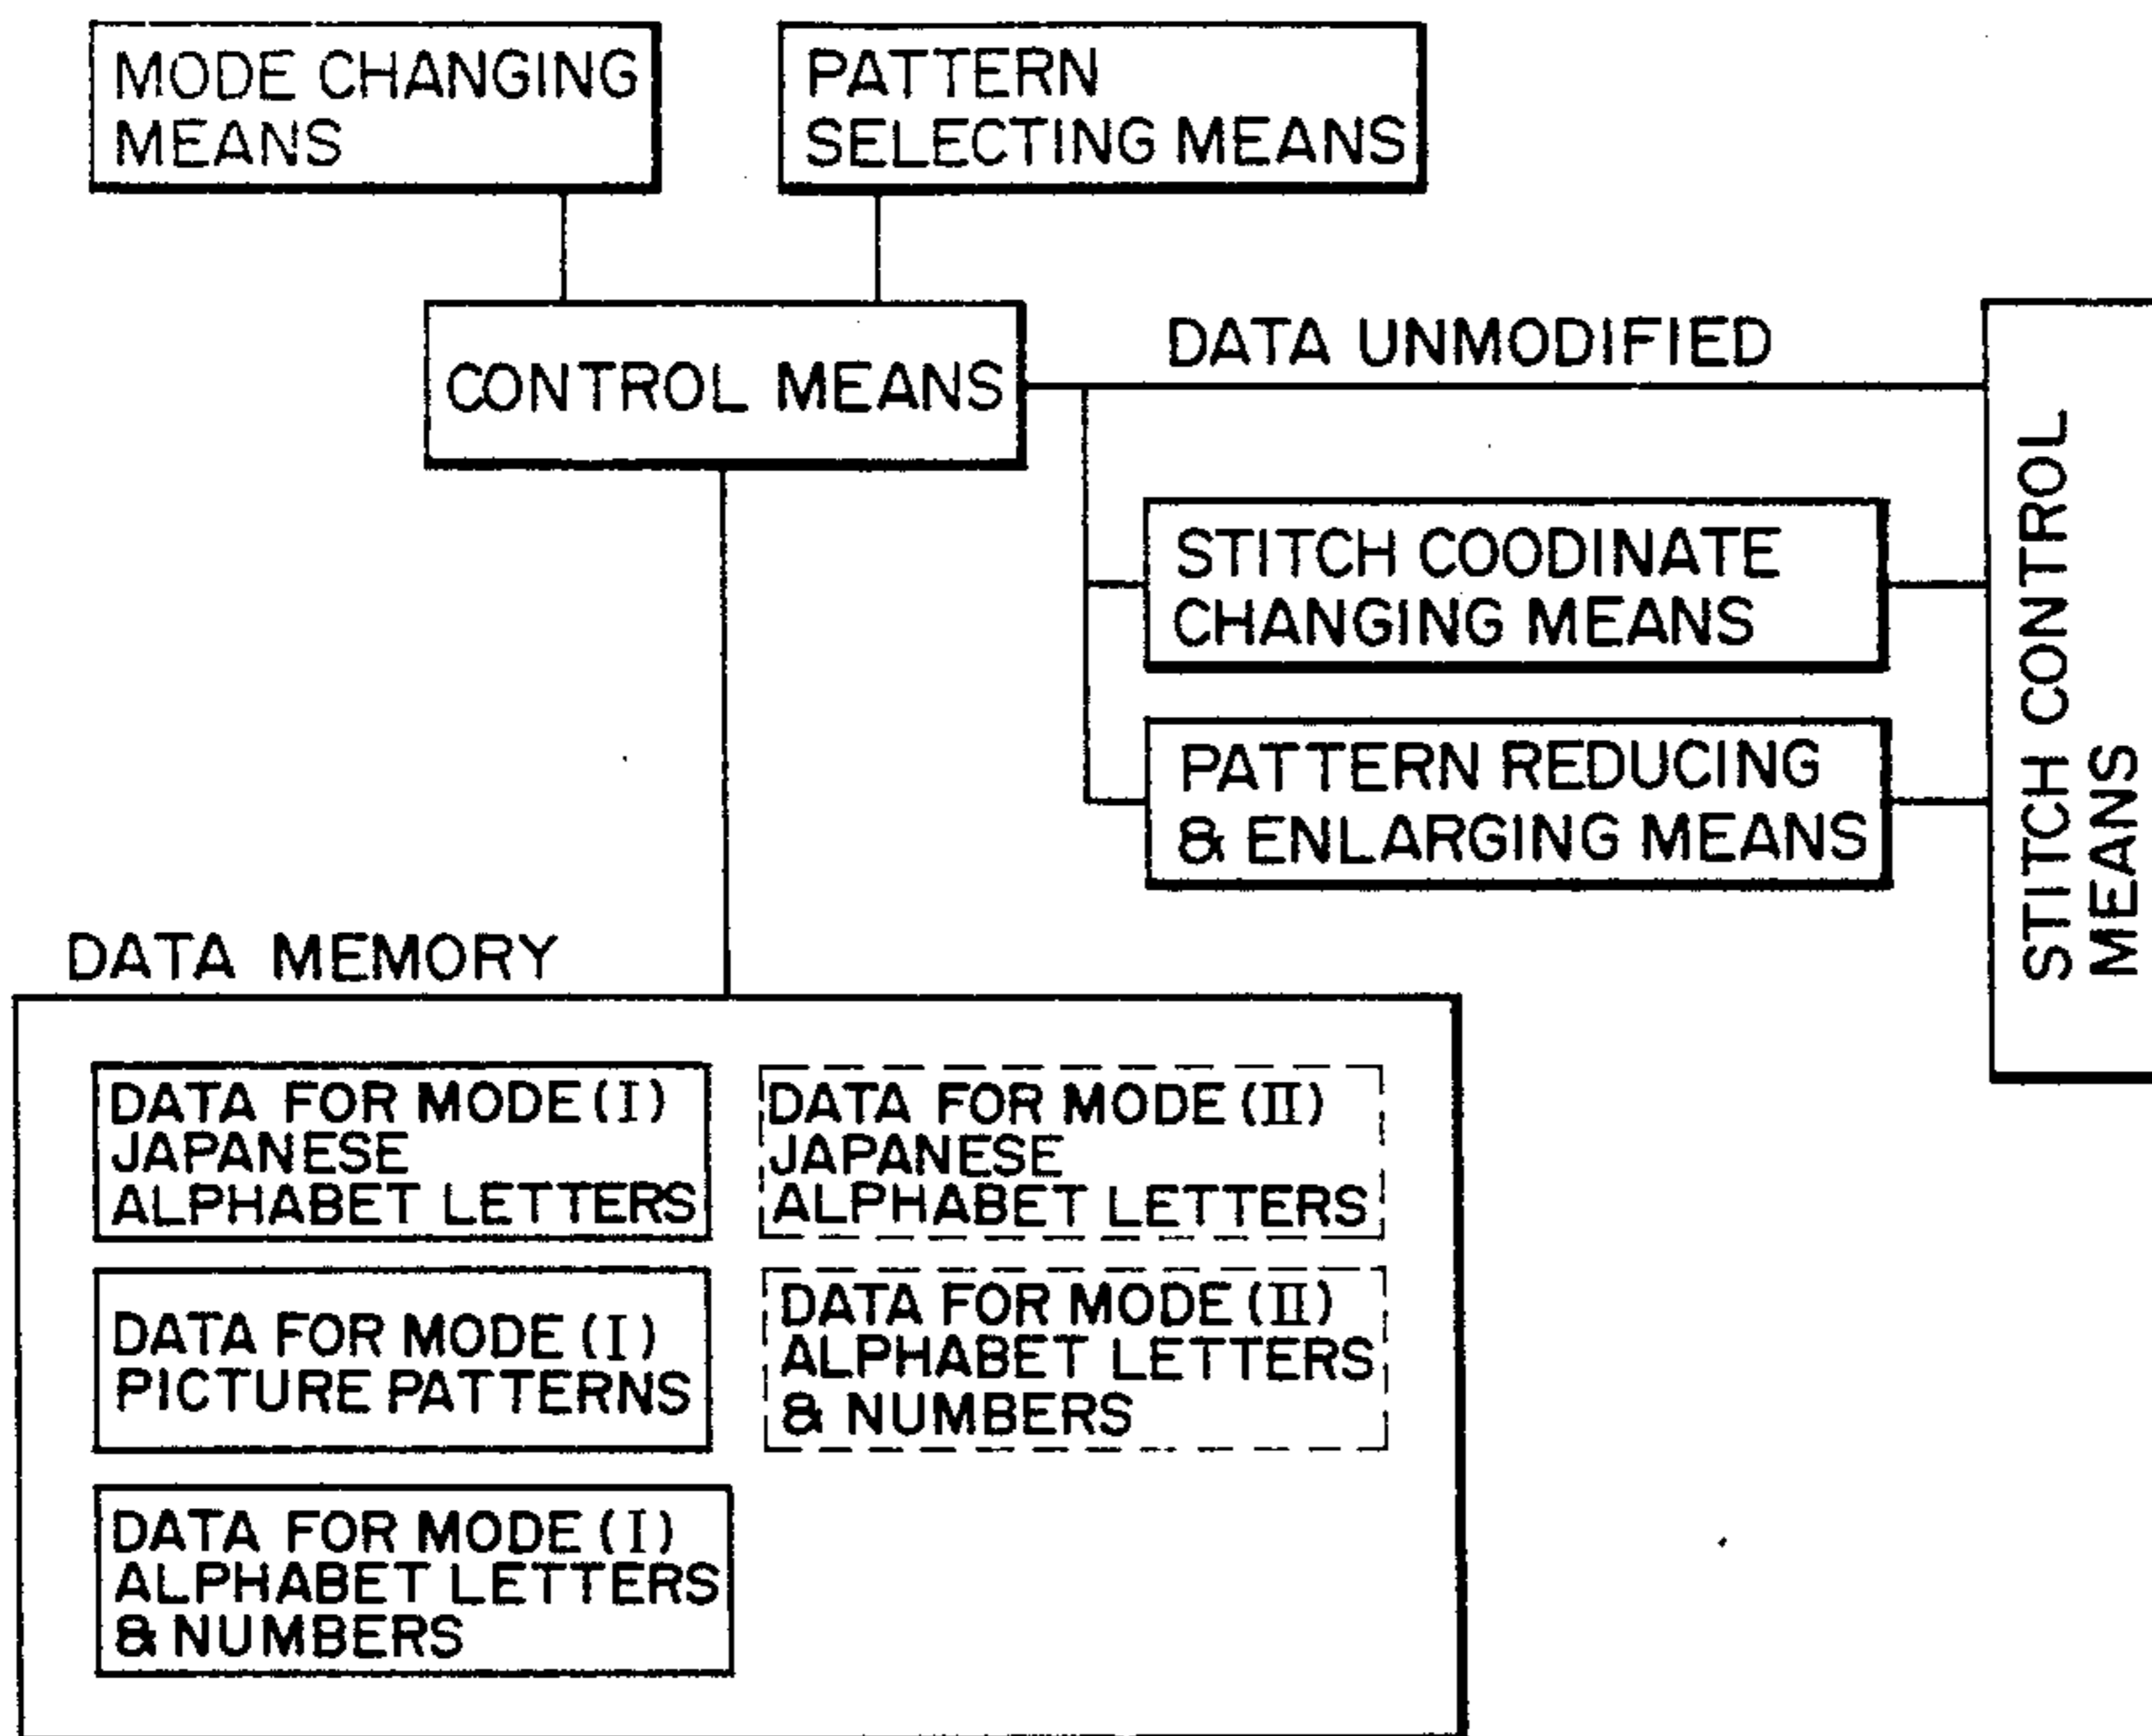 MODE CHANGING
MEANS
PATTERN
SELECTING MEANS
CONTROL MEANS
DATA UNMODIFIED
STITCH COODINATE
CHANGING MEANS
PATTERN REDUCING
& ENLARGING MEANS
STITCH CONTROL
MEANS
DATA MEMORY
DATA FOR MODE (I)
JAPANESE
ALPHABET LETTERS
DATA FOR MODE (II)
JAPANESE
ALPHABET LETTERS
DATA FOR MODE (I)
PICTURE PATTERNS
DATA FOR MODE (II)
ALPHABET LETTERS
& NUMBERS
DATA FOR MODE (I)
ALPHABET LETTERS
& NUMBERS